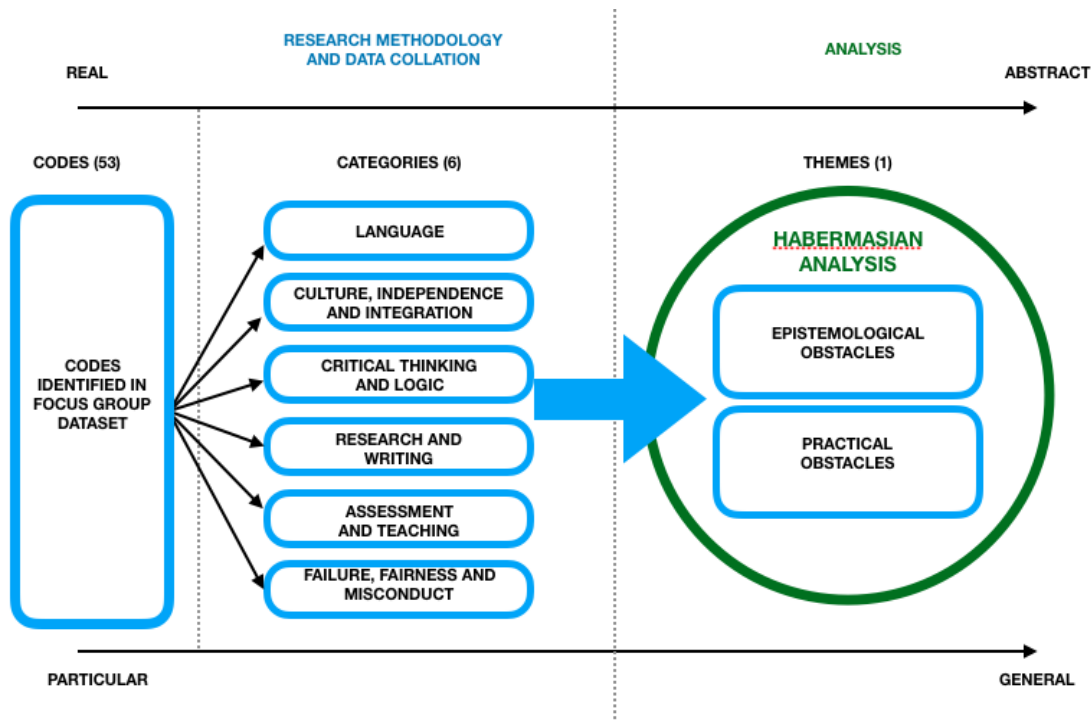 RESEARCH METHODOLOGY
AND DATA COLLATION
ANALYSIS
REAL
ABSTRACT
CODES (53)
CATEGORIES (6)
THEMES (1)
CODES
IDENTIFIED IN
FOCUS GROUP
DATASET
LANGUAGE
CULTURE, INDEPENDENCE
AND INTEGRATION
CRITICAL THINKING
AND LOGIC
RESEARCH AND
WRITING
ASSESSMENT
AND TEACHING
FAILURE, FAIRNESS AND
MISCONDUCT
HABERMASIAN
ANALYSIS
EPISTEMOLOGICAL
OBSTACLES
PRACTICAL
OBSTACLES
PARTICULAR
GENERAL